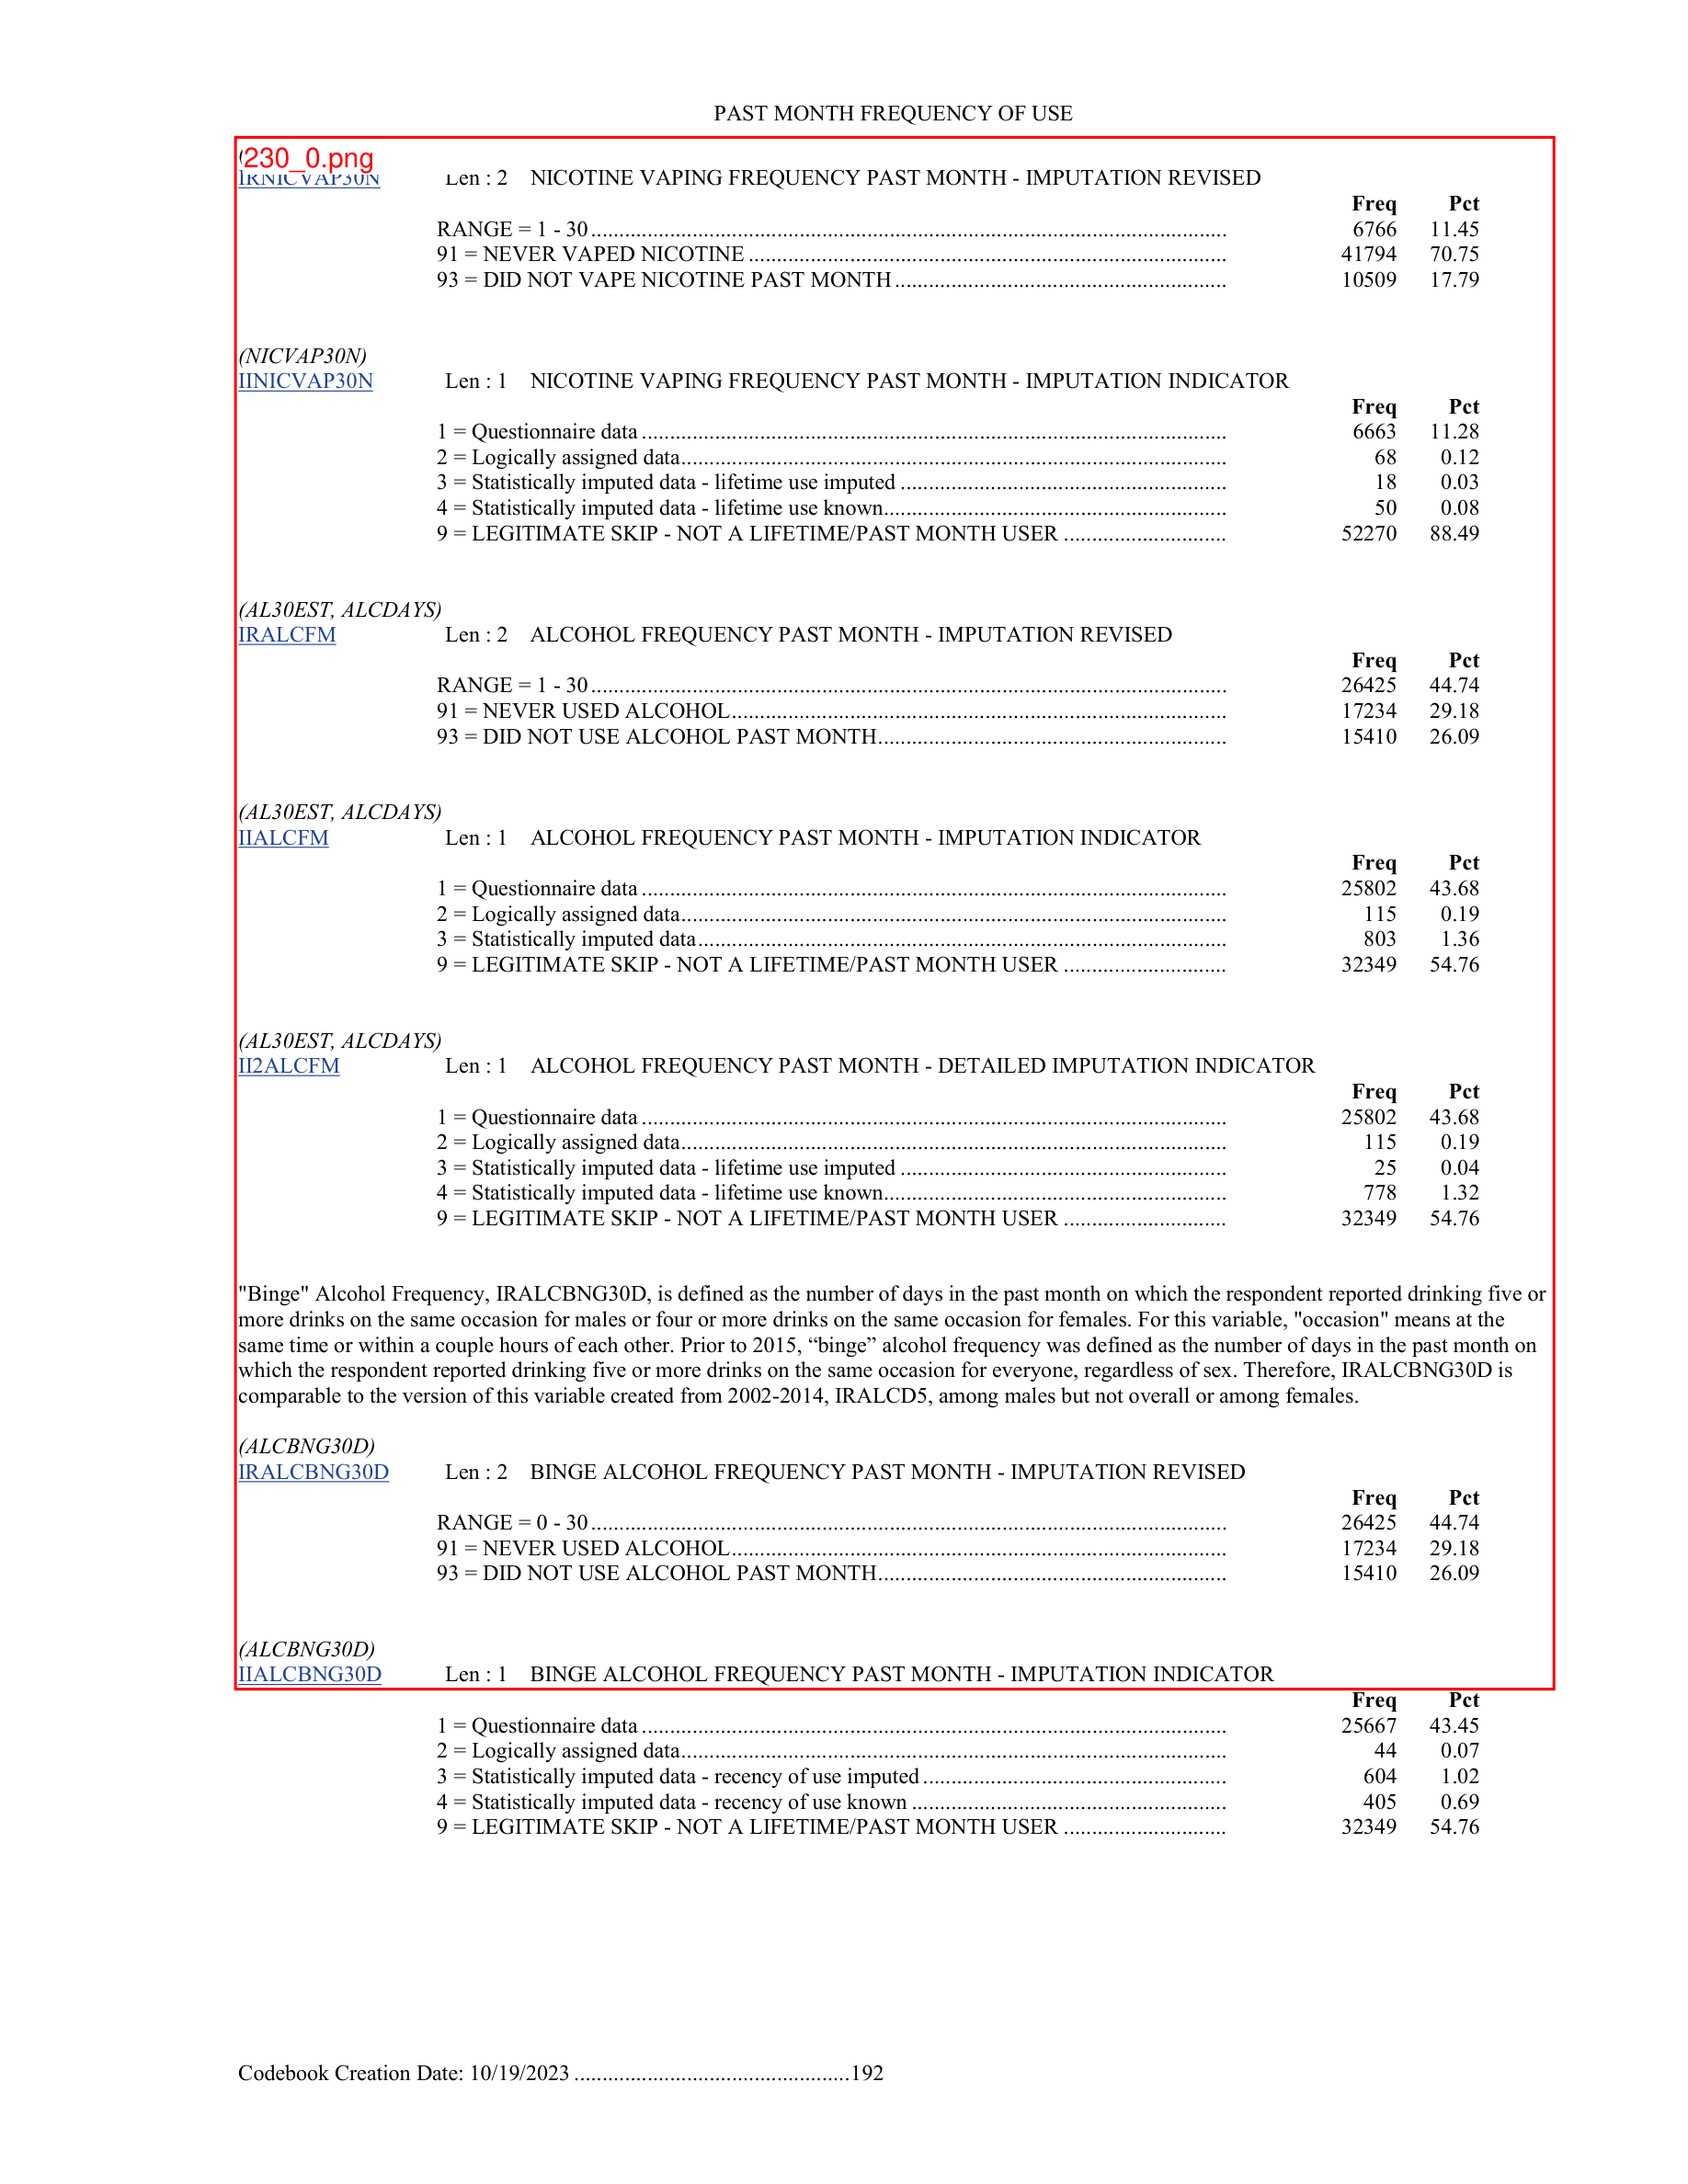 PAST MONTH FREQUENCY OF USE
230_0.png
IRNICVAP30N Len : 2 NICOTINE VAPING FREQUENCY PAST MONTH - IMPUTATION REVISED
Freq Pct
RANGE = 1 - 30 6766 11.45
91 = NEVER VAPED NICOTINE 41794 70.75
93 = DID NOT VAPE NICOTINE PAST MONTH 10509 17.79
(NICVAP30N)
IINICVAP30N Len : 1 NICOTINE VAPING FREQUENCY PAST MONTH - IMPUTATION INDICATOR
Freq Pct
1 = Questionnaire data 6663 11.28
2 = Logically assigned data 68 0.12
3 = Statistically imputed data - lifetime use imputed 18 0.03
4 = Statistically imputed data - lifetime use known 50 0.08
9 = LEGITIMATE SKIP - NOT A LIFETIME/PAST MONTH USER 52270 88.49
(AL30EST, ALCDAYS)
IRALCFM Len : 2 ALCOHOL FREQUENCY PAST MONTH - IMPUTATION REVISED
Freq Pct
RANGE = 1 - 30 26425 44.74
91 = NEVER USED ALCOHOL 17234 29.18
93 = DID NOT USE ALCOHOL PAST MONTH 15410 26.09
(AL30EST, ALCDAYS)
IIALCFM Len : 1 ALCOHOL FREQUENCY PAST MONTH - IMPUTATION INDICATOR
Freq Pct
1 = Questionnaire data 25802 43.68
2 = Logically assigned data 115 0.19
3 = Statistically imputed data 803 1.36
9 = LEGITIMATE SKIP - NOT A LIFETIME/PAST MONTH USER 32349 54.76
(AL30EST, ALCDAYS)
II2ALCFM Len : 1 ALCOHOL FREQUENCY PAST MONTH - DETAILED IMPUTATION INDICATOR
Freq Pct
1 = Questionnaire data 25802 43.68
2 = Logically assigned data 115 0.19
3 = Statistically imputed data - lifetime use imputed 25 0.04
4 = Statistically imputed data - lifetime use known 778 1.32
9 = LEGITIMATE SKIP - NOT A LIFETIME/PAST MONTH USER 32349 54.76
"Binge" Alcohol Frequency, IRALCBNG30D, is defined as the number of days in the past month on which the respondent reported drinking five or
more drinks on the same occasion for males or four or more drinks on the same occasion for females. For this variable, "occasion" means at the
same time or within a couple hours of each other. Prior to 2015, “binge” alcohol frequency was defined as the number of days in the past month on
which the respondent reported drinking five or more drinks on the same occasion for everyone, regardless of sex. Therefore, IRALCBNG30D is
comparable to the version of this variable created from 2002-2014, IRALCD5, among males but not overall or among females.
(ALCBNG30D)
IRALCBNG30D Len : 2 BINGE ALCOHOL FREQUENCY PAST MONTH - IMPUTATION REVISED
Freq Pct
RANGE = 0 - 30 26425 44.74
91 = NEVER USED ALCOHOL 17234 29.18
93 = DID NOT USE ALCOHOL PAST MONTH 15410 26.09
(ALCBNG30D)
IIALCBNG30D Len : 1 BINGE ALCOHOL FREQUENCY PAST MONTH - IMPUTATION INDICATOR
Freq Pct
1 = Questionnaire data 25667 43.45
2 = Logically assigned data 44 0.07
3 = Statistically imputed data - recency of use imputed 604 1.02
4 = Statistically imputed data - recency of use known 405 0.69
9 = LEGITIMATE SKIP - NOT A LIFETIME/PAST MONTH USER 32349 54.76
Codebook Creation Date: 10/19/2023 192